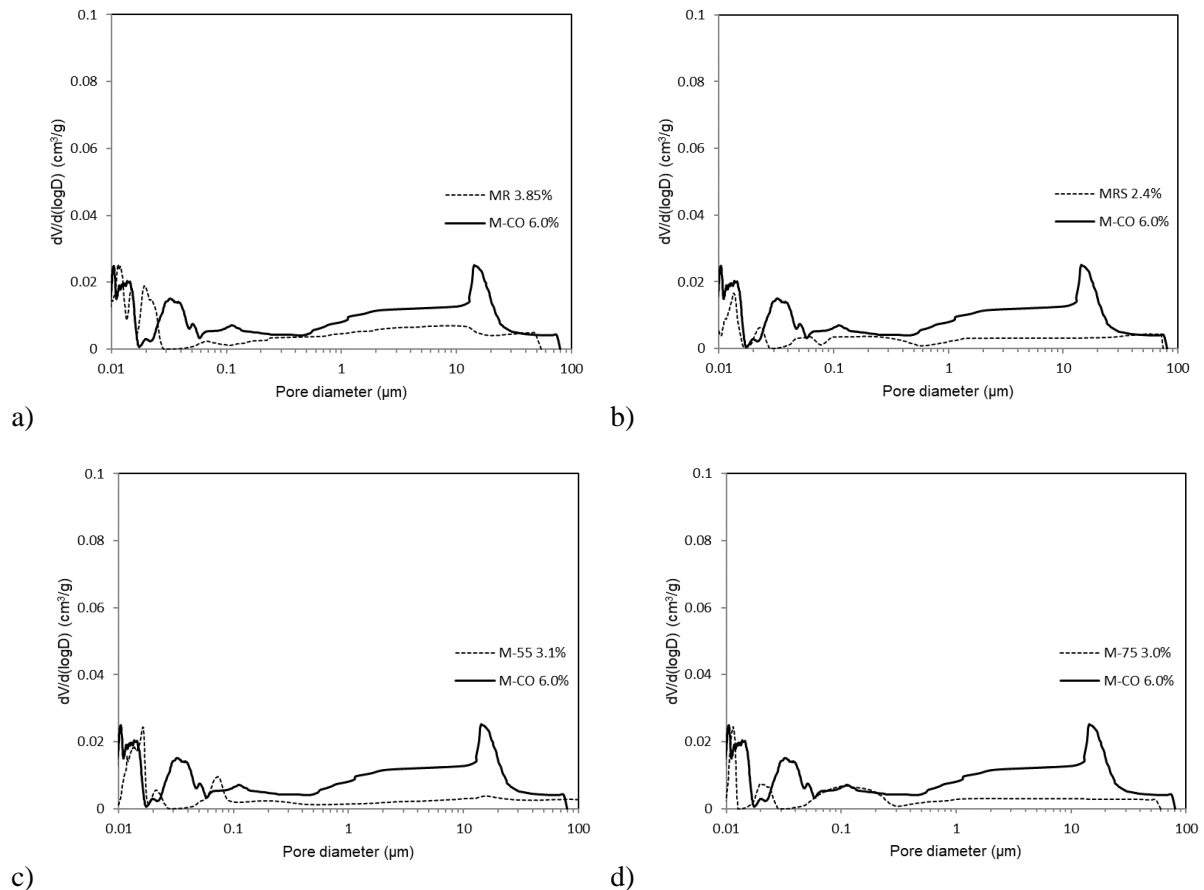 0.1
0.08
0.06
0.04
0.02
0
dV/d(logD) (cm³/g)
MR 3.85%
M-CO 6.0%
0.01 0.1 1 10 100
Pore diameter (µm)
a)
0.1
0.08
0.06
0.04
0.02
0
dV/d(logD) (cm³/g)
MRS 2.4%
M-CO 6.0%
0.01 0.1 1 10 100
Pore diameter (µm)
b)
0.1
0.08
0.06
0.04
0.02
0
dV/d(logD) (cm³/g)
M-55 3.1%
M-CO 6.0%
0.01 0.1 1 10 100
Pore diameter (µm)
c)
0.1
0.08
0.06
0.04
0.02
0
dV/d(logD) (cm³/g)
M-75 3.0%
M-CO 6.0%
0.01 0.1 1 10 100
Pore diameter (µm)
d)